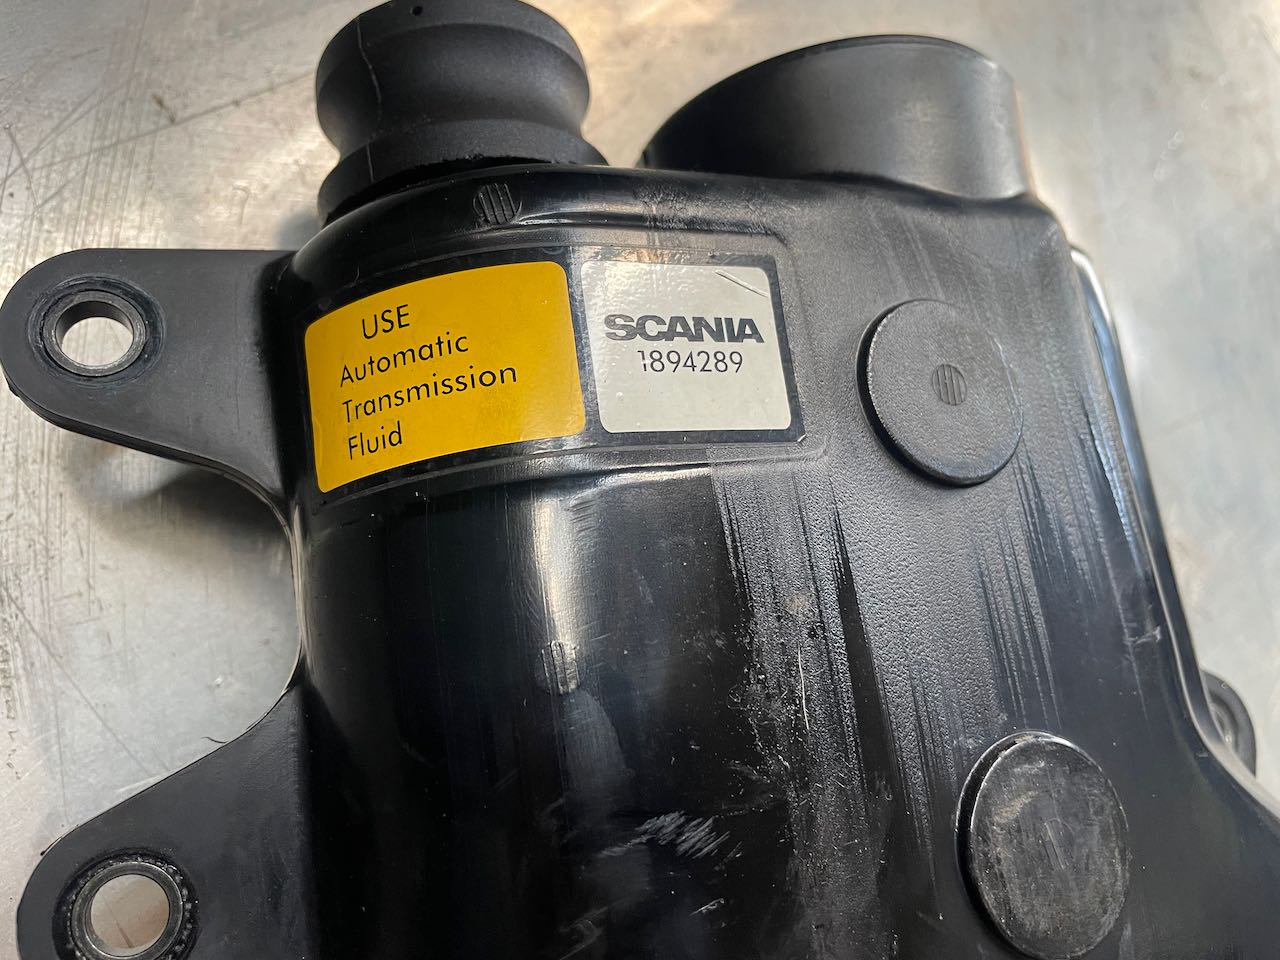 USE
Automatic
Transmission
Fluid
SCANIA
1894289